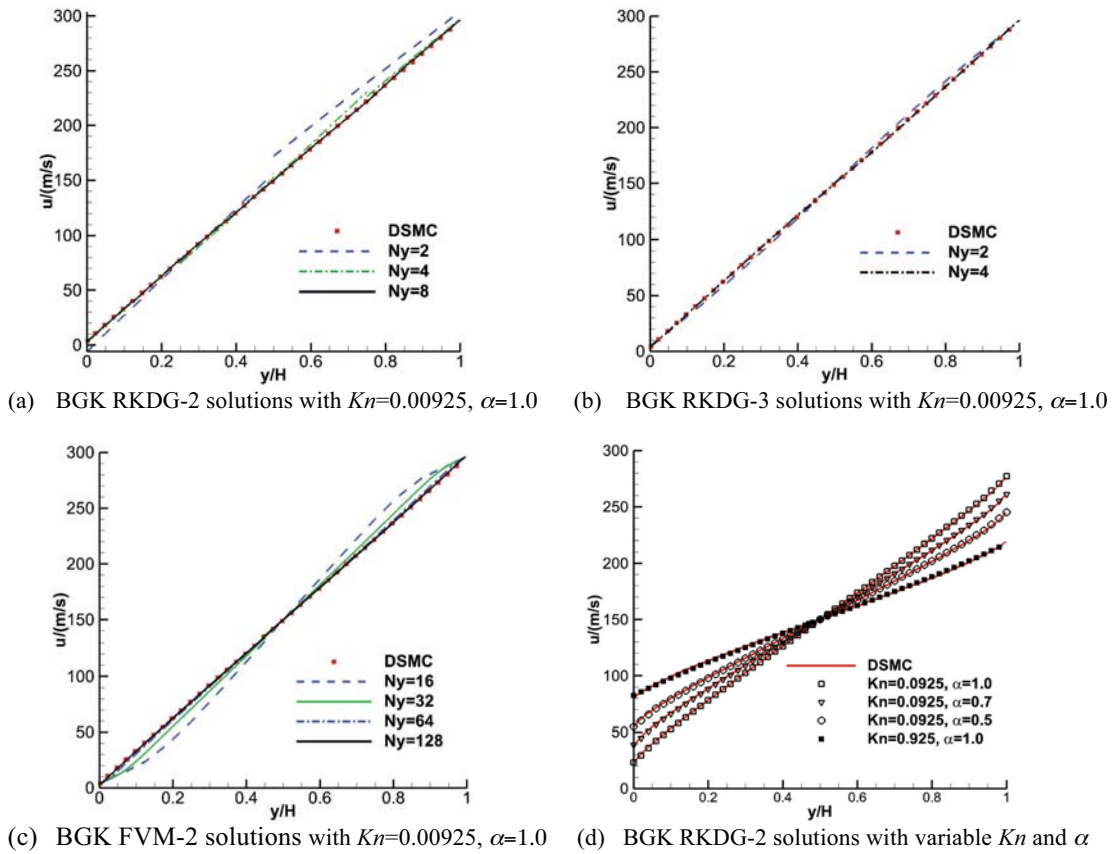 300
250
200
150
100
50
0
u/(m/s)
DSMC
Ny=2
Ny=4
Ny=8
0 0.2 0.4 0.6 0.8 1
y/H
(a) BGK RKDG-2 solutions with Kn=0.00925, α=1.0
300
250
200
150
100
50
0
u/(m/s)
DSMC
Ny=2
Ny=4
0 0.2 0.4 0.6 0.8 1
y/H
(b) BGK RKDG-3 solutions with Kn=0.00925, α=1.0
300
250
200
150
100
50
0
u/(m/s)
DSMC
Ny=16
Ny=32
Ny=64
Ny=128
0 0.2 0.4 0.6 0.8 1
y/H
(c) BGK FVM-2 solutions with Kn=0.00925, α=1.0
300
250
200
150
100
50
0
u/(m/s)
DSMC
Kn=0.0925, α=1.0
Kn=0.0925, α=0.7
Kn=0.0925, α=0.5
Kn=0.925, α=1.0
0 0.2 0.4 0.6 0.8 1
y/H
(d) BGK RKDG-2 solutions with variable Kn and α